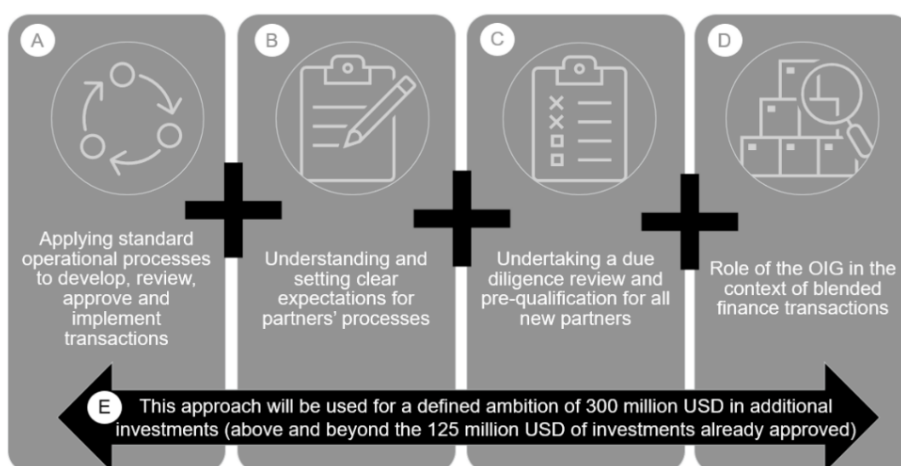 A
Applying standard
operational processes
to develop, review,
approve and
implement
transactions
B
Understanding and
setting clear
expectations for
partners' processes
C
Undertaking a due
diligence review and
pre-qualification for all
new partners
D
Role of the OIG in the
context of blended
finance transactions
E
This approach will be used for a defined ambition of 300 million USD in additional
investments (above and beyond the 125 million USD of investments already approved)